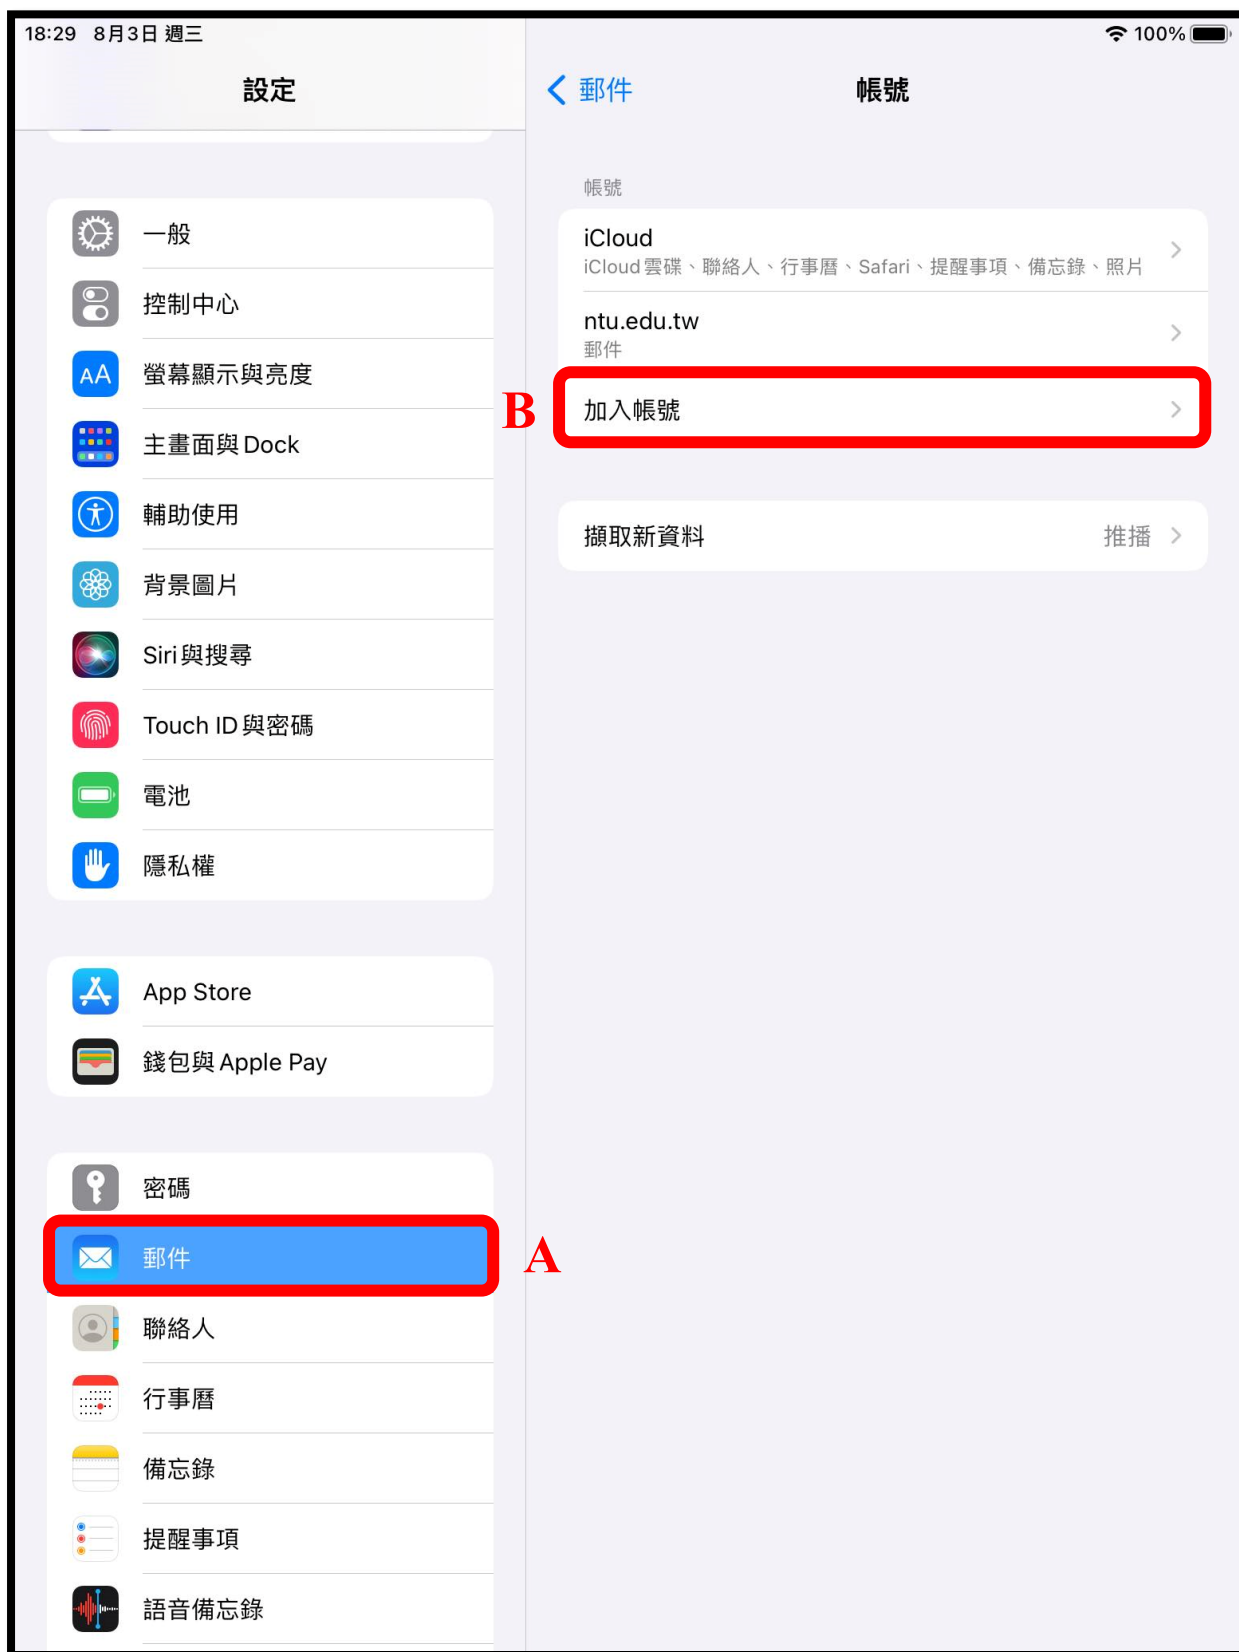 18:29 8月3日 週三
100%
設定
一般
控制中心
螢幕顯示與亮度
主畫面與Dock
輔助使用
背景圖片
Siri與搜尋
Touch ID與密碼
電池
隱私權
App Store
錢包與Apple Pay
密碼
郵件
A
聯絡人
行事曆
備忘錄
提醒事項
語音備忘錄
郵件
帳號
帳號
iCloud
iCloud雲碟、聯絡人、行事曆、Safari、提醒事項、備忘錄、照片
ntu.edu.tw
郵件
B
加入帳號
擷取新資料 推播